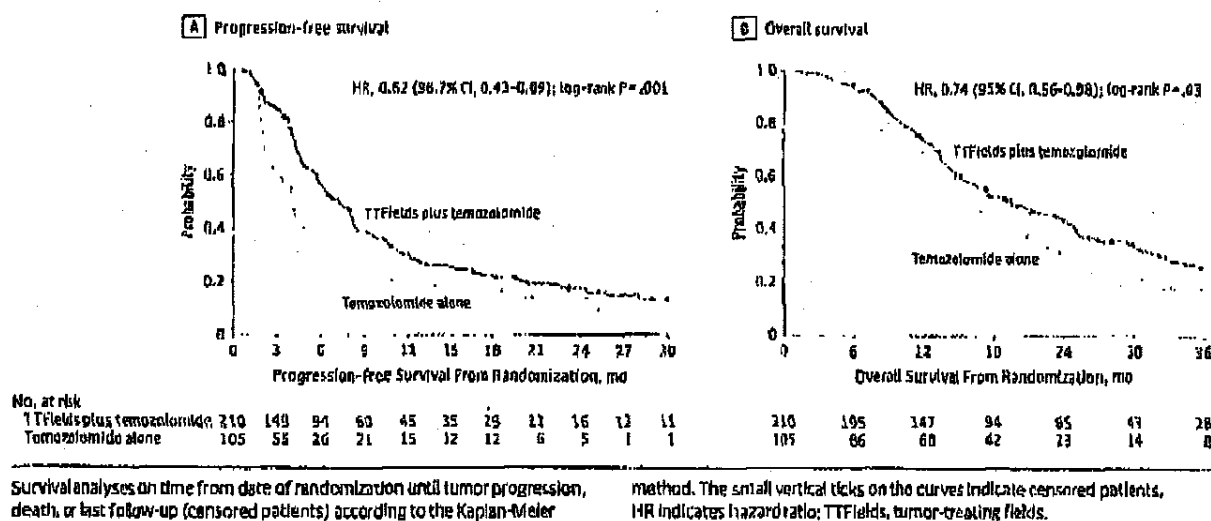 A Progression-free survival
1.0
0.8
0.6
0.4
0.2
0
Probability
HR, 0.62 (98.7% CI, 0.43-0.89); log-rank P=.001
TTFields plus temozolomide
Temozolomide alone
0 3 6 9 12 15 18 21 24 27 30
Progression-free Survival From Randomization, mo
B Overall survival
1.0
0.8
0.6
0.4
0.2
0
Probability
HR, 0.74 (95% CI, 0.56-0.98); log-rank P=.03
TTFields plus temozolomide
Temozolomide alone
0 6 12 18 24 30 36
Overall Survival From Randomization, mo
No. at risk
TTFields plus temozolomide 210 149 94 60 45 35 29 16 12 11 210 195 147 94 65 28
Temozolomide alone 105 55 26 21 15 12 12 6 5 1 1 105 86 60 42 23 14
Survival analyses on time from date of randomization until tumor progression,
death, or last follow-up (censored patients) according to the Kaplan-Meier
method. The small vertical ticks on the curves indicate censored patients,
HR indicates hazard ratio; TTFields, tumor-treating fields.